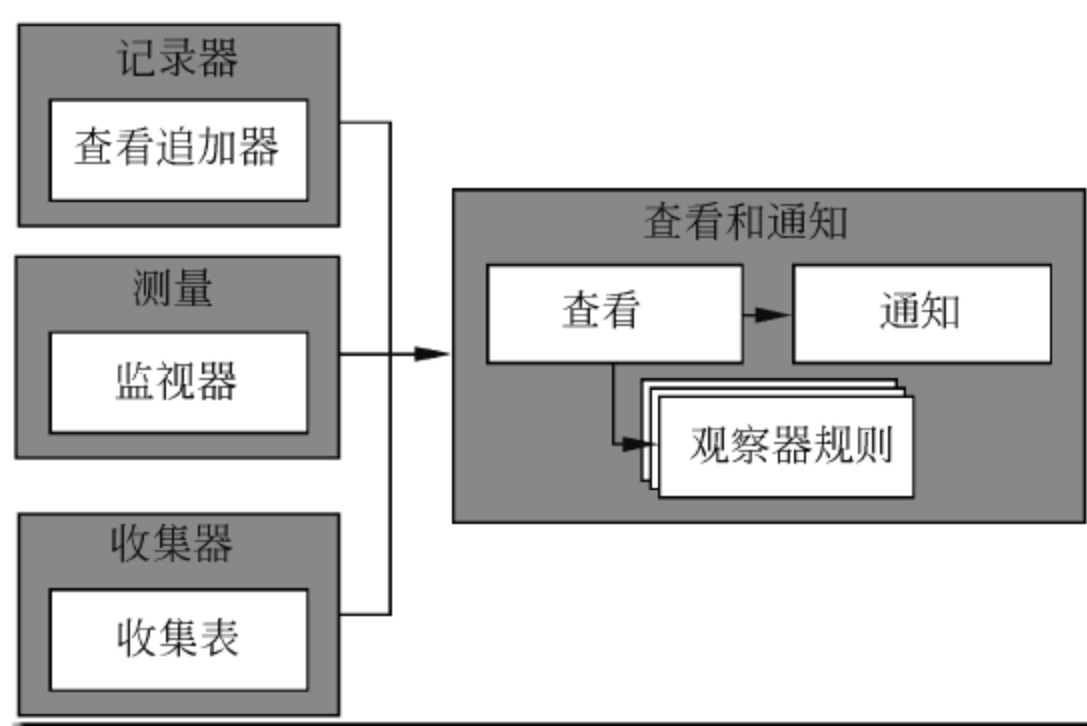 记录器
查看追加器
测量
监视器
收集器
收集表
查看和通知
查看
通知
观察器规则